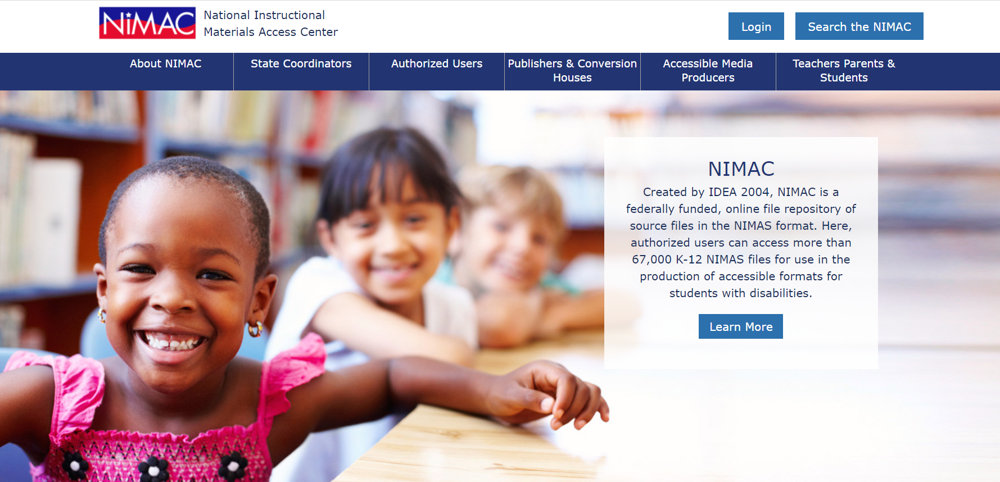 NiMAC
National Instructional
Materials Access Center
Login
Search the NIMAC
About NIMAC
State Coordinators
Authorized Users
Publishers & Conversion
Houses
Accessible Media
Producers
Teachers Parents &
Students
NIMAC
Created by IDEA 2004, NIMAC is a
federally funded, online file repository of
source files in the NIMAS format. Here,
authorized users can access more than
67,000 K-12 NIMAS files for use in the
production of accessible formats for
students with disabilities.
Learn More